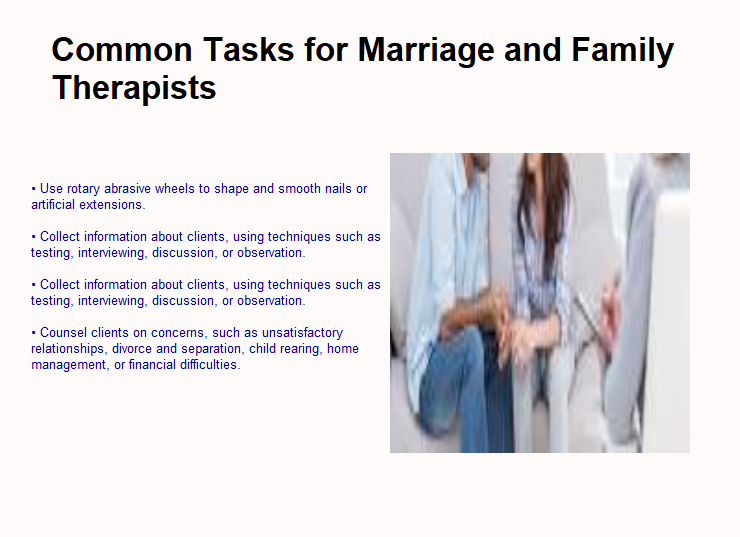 Common Tasks for Marriage and Family
Therapists
• Use rotary abrasive wheels to shape and smooth nails or
artificial extensions.
• Collect information about clients, using techniques such as
testing, interviewing, discussion, or observation.
• Collect information about clients, using techniques such as
testing, interviewing, discussion, or observation.
• Counsel clients on concerns, such as unsatisfactory
relationships, divorce and separation, child rearing, home
management, or financial difficulties.